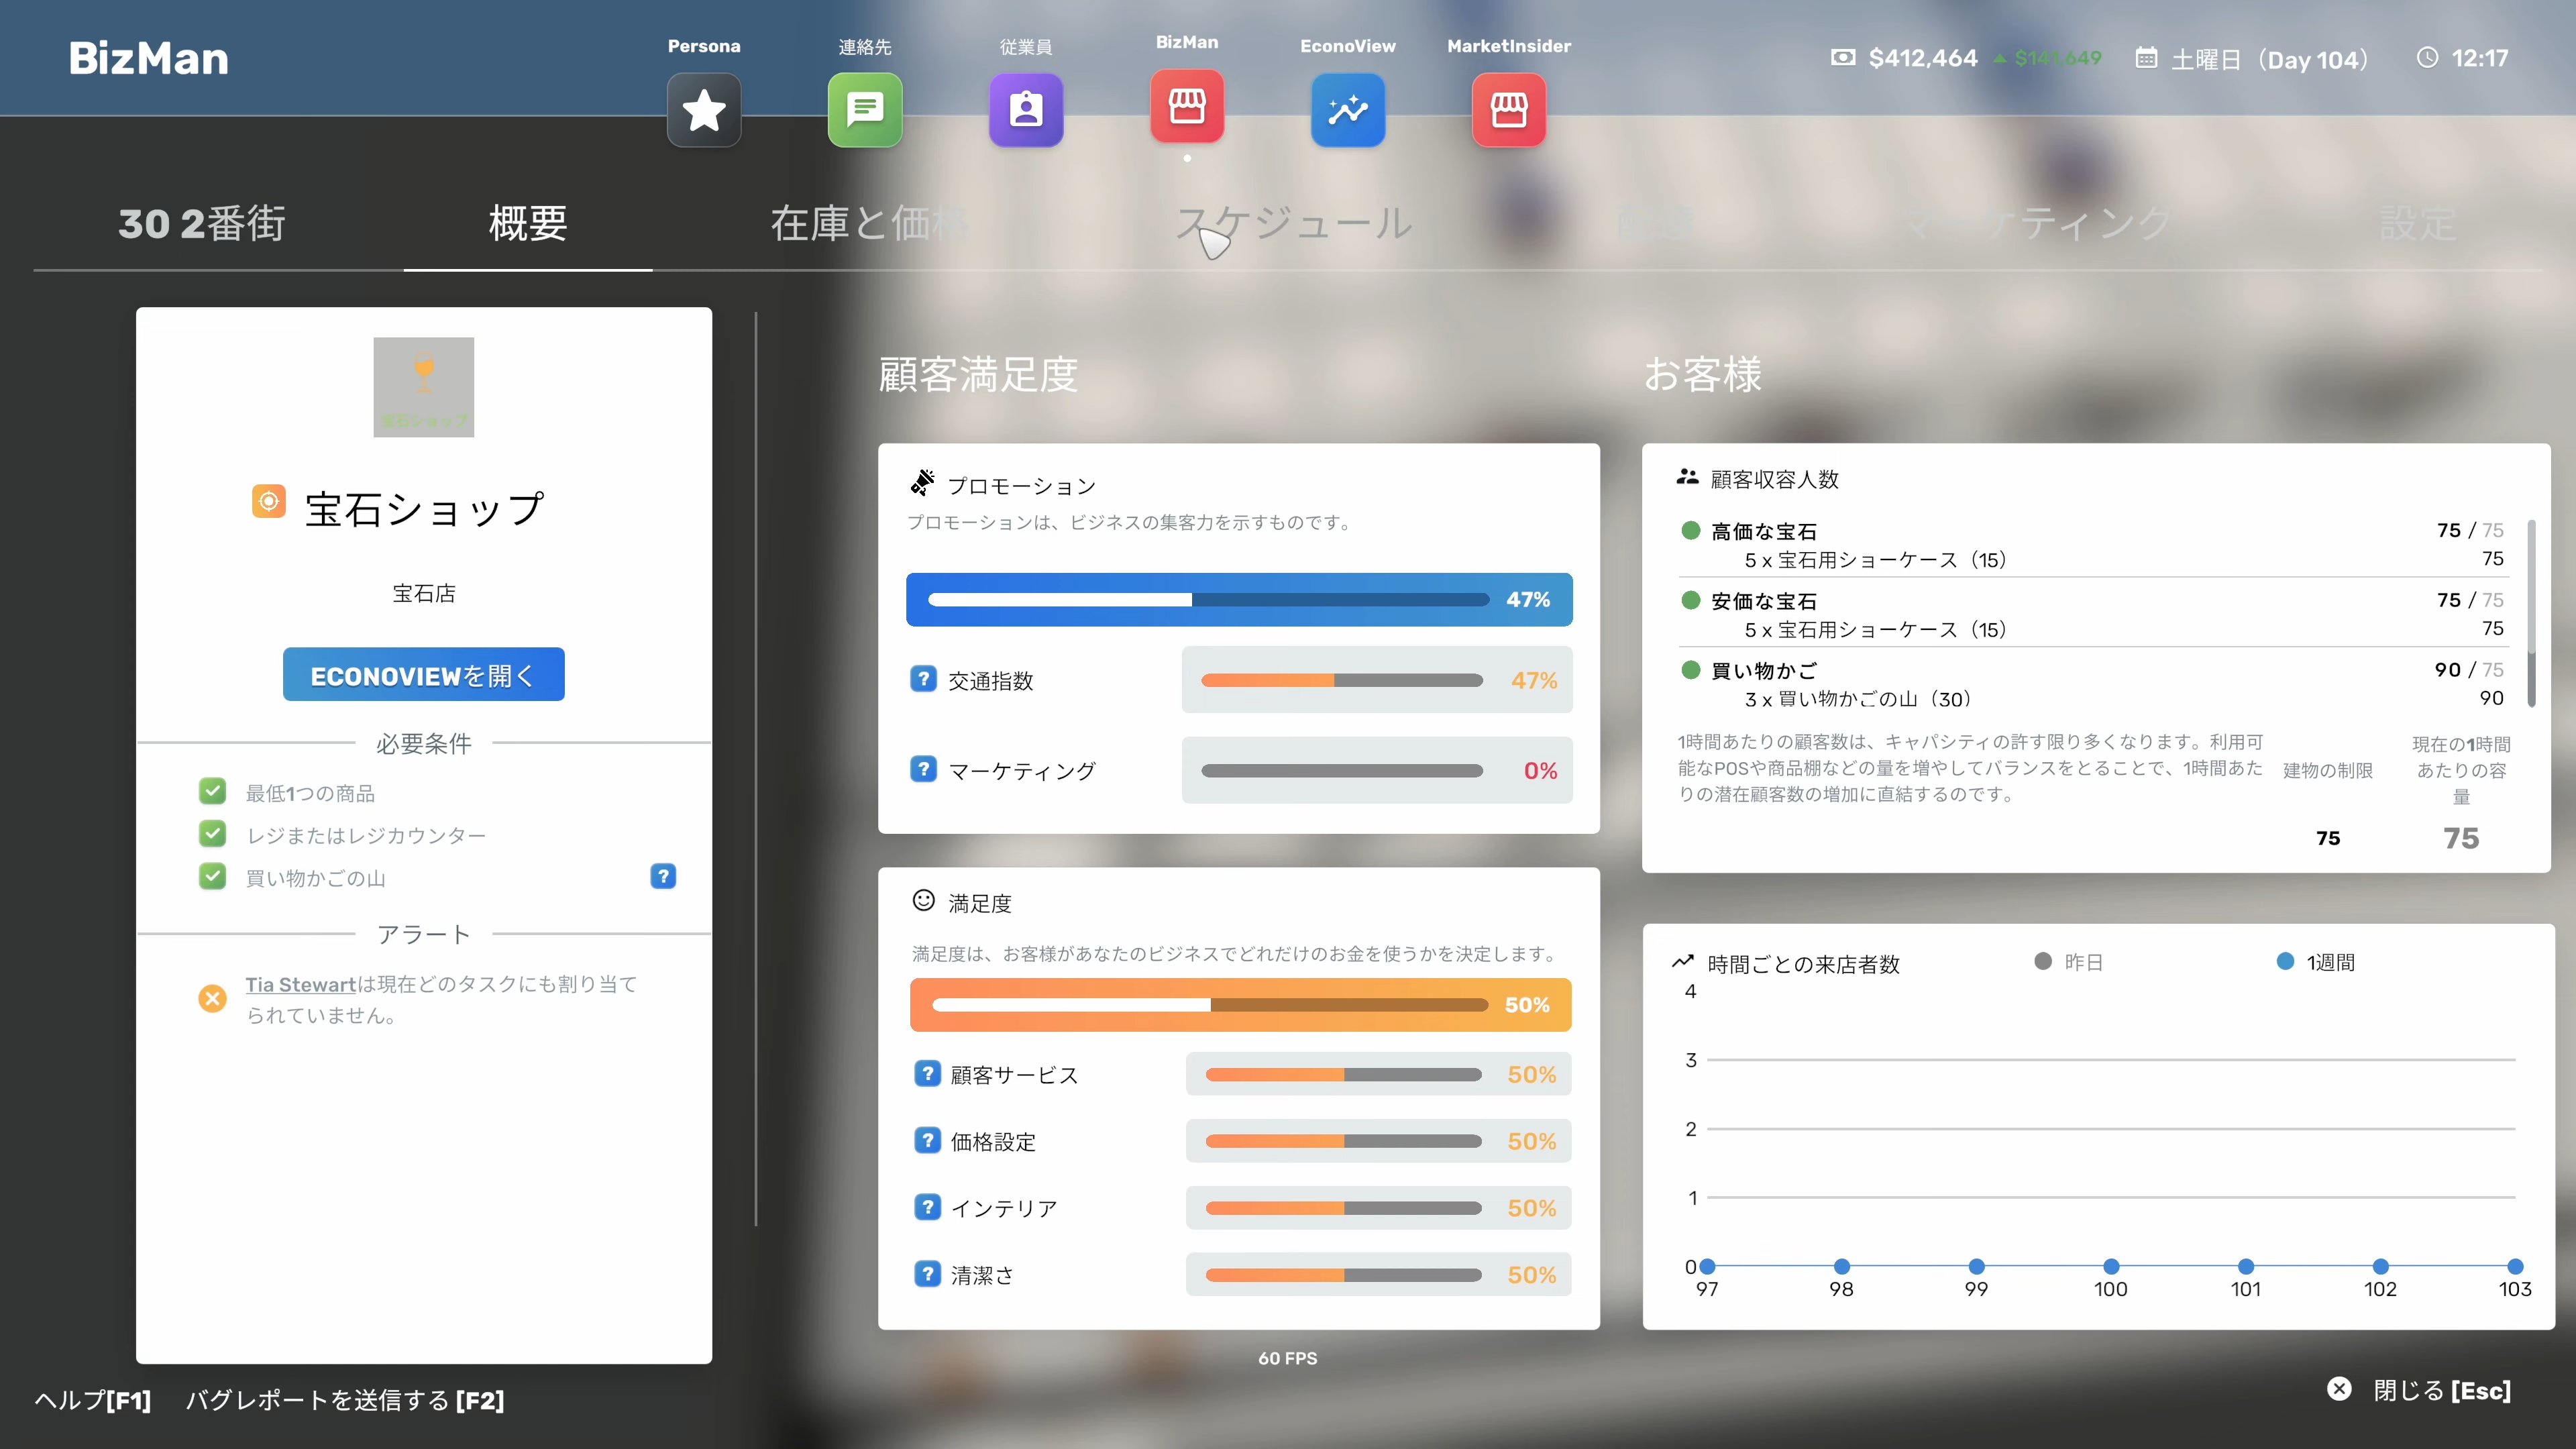 BizMan
Persona
連絡先
従業員
BizMan
EconoView
MarketInsider
$412,464
$141,649
土曜日（Day 104）
12:17
30 2番街
概要
在庫と価格
スケジュール
配達
マーケティング
設定
宝石ショップ
宝石ショップ
宝石店
ECONOVIEWを開く
必要条件
最低1つの商品
レジまたはレジカウンター
買い物かごの山
?
アラート
Tia Stewartは現在どのタスクにも割り当て
られていません。
顧客満足度
プロモーション
プロモーションは、ビジネスの集客力を示すものです。
47%
? 交通指数 47%
? マーケティング 0%
満足度
満足度は、お客様があなたのビジネスでどれだけのお金を使うかを決定します。
50%
? 顧客サービス 50%
? 価格設定 50%
? インテリア 50%
? 清潔さ 50%
お客様
顧客収容人数
高価な宝石 75 / 75
5 x 宝石用ショーケース（15） 75
安価な宝石 75 / 75
5 x 宝石用ショーケース（15） 75
買い物かご 90 / 75
3 x 買い物かごの山（30） 90
1時間あたりの顧客数は、キャパシティの許す限り多くなります。利用可
能なPOSや商品棚などの量を増やしてバランスをとることで、1時間あた
りの潜在顧客数の増加に直結するのです。
建物の制限
75
現在の1時間
あたりの容
量
75
時間ごとの来店者数
昨日
1週間
4
3
2
1
0
97 98 99 100 101 102 103
60 FPS
ヘルプ[F1]
バグレポートを送信する [F2]
閉じる [Esc]